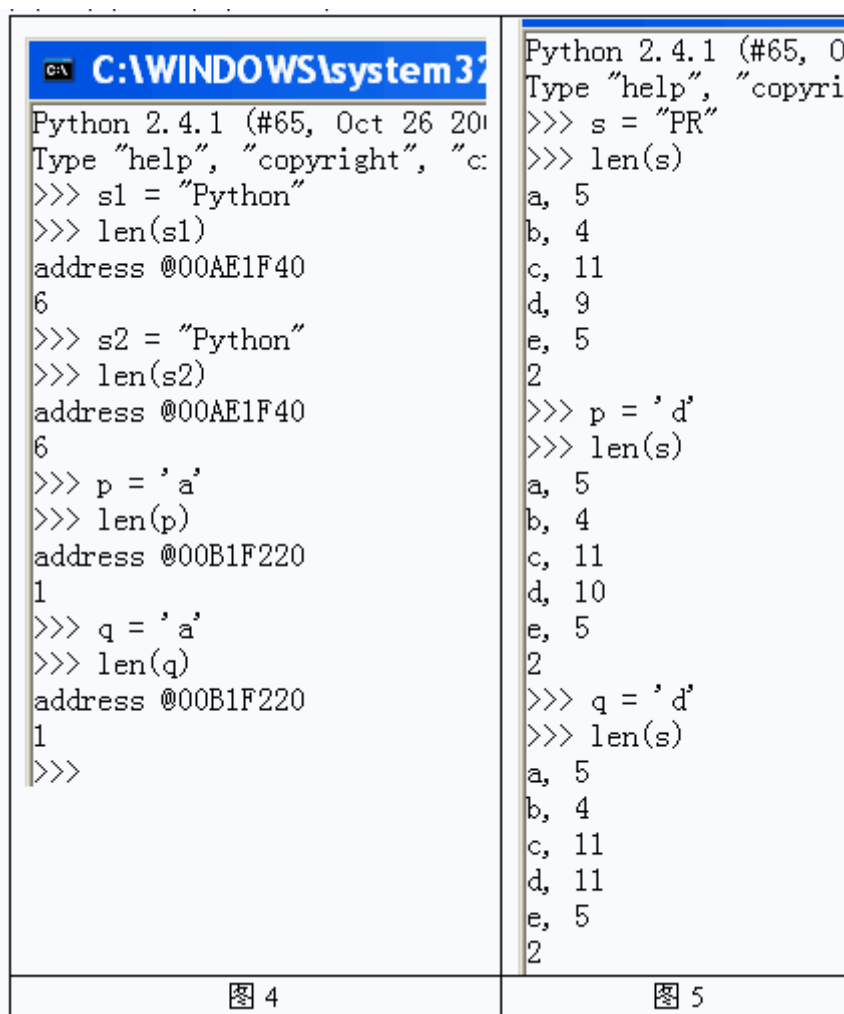 C:\WINDOWS\system32
Python 2.4.1 (#65, Oct 26 20
Type "help", "copyright", "c
>>> s1 = "Python"
>>> len(s1)
address @00AE1F40
6
>>> s2 = "Python"
>>> len(s2)
address @00AE1F40
6
>>> p = 'a'
>>> len(p)
address @00B1F220
1
>>> q = 'a'
>>> len(q)
address @00B1F220
1
>>>
图 4
Python 2.4.1 (#65, O
Type "help", "copyri
>>> s = "PR"
>>> len(s)
a, 5
b, 4
c, 11
d, 9
e, 5
2
>>> p = 'd'
>>> len(s)
a, 5
b, 4
c, 11
d, 10
e, 5
2
>>> q = 'd'
>>> len(s)
a, 5
b, 4
c, 11
d, 11
e, 5
2
图 5